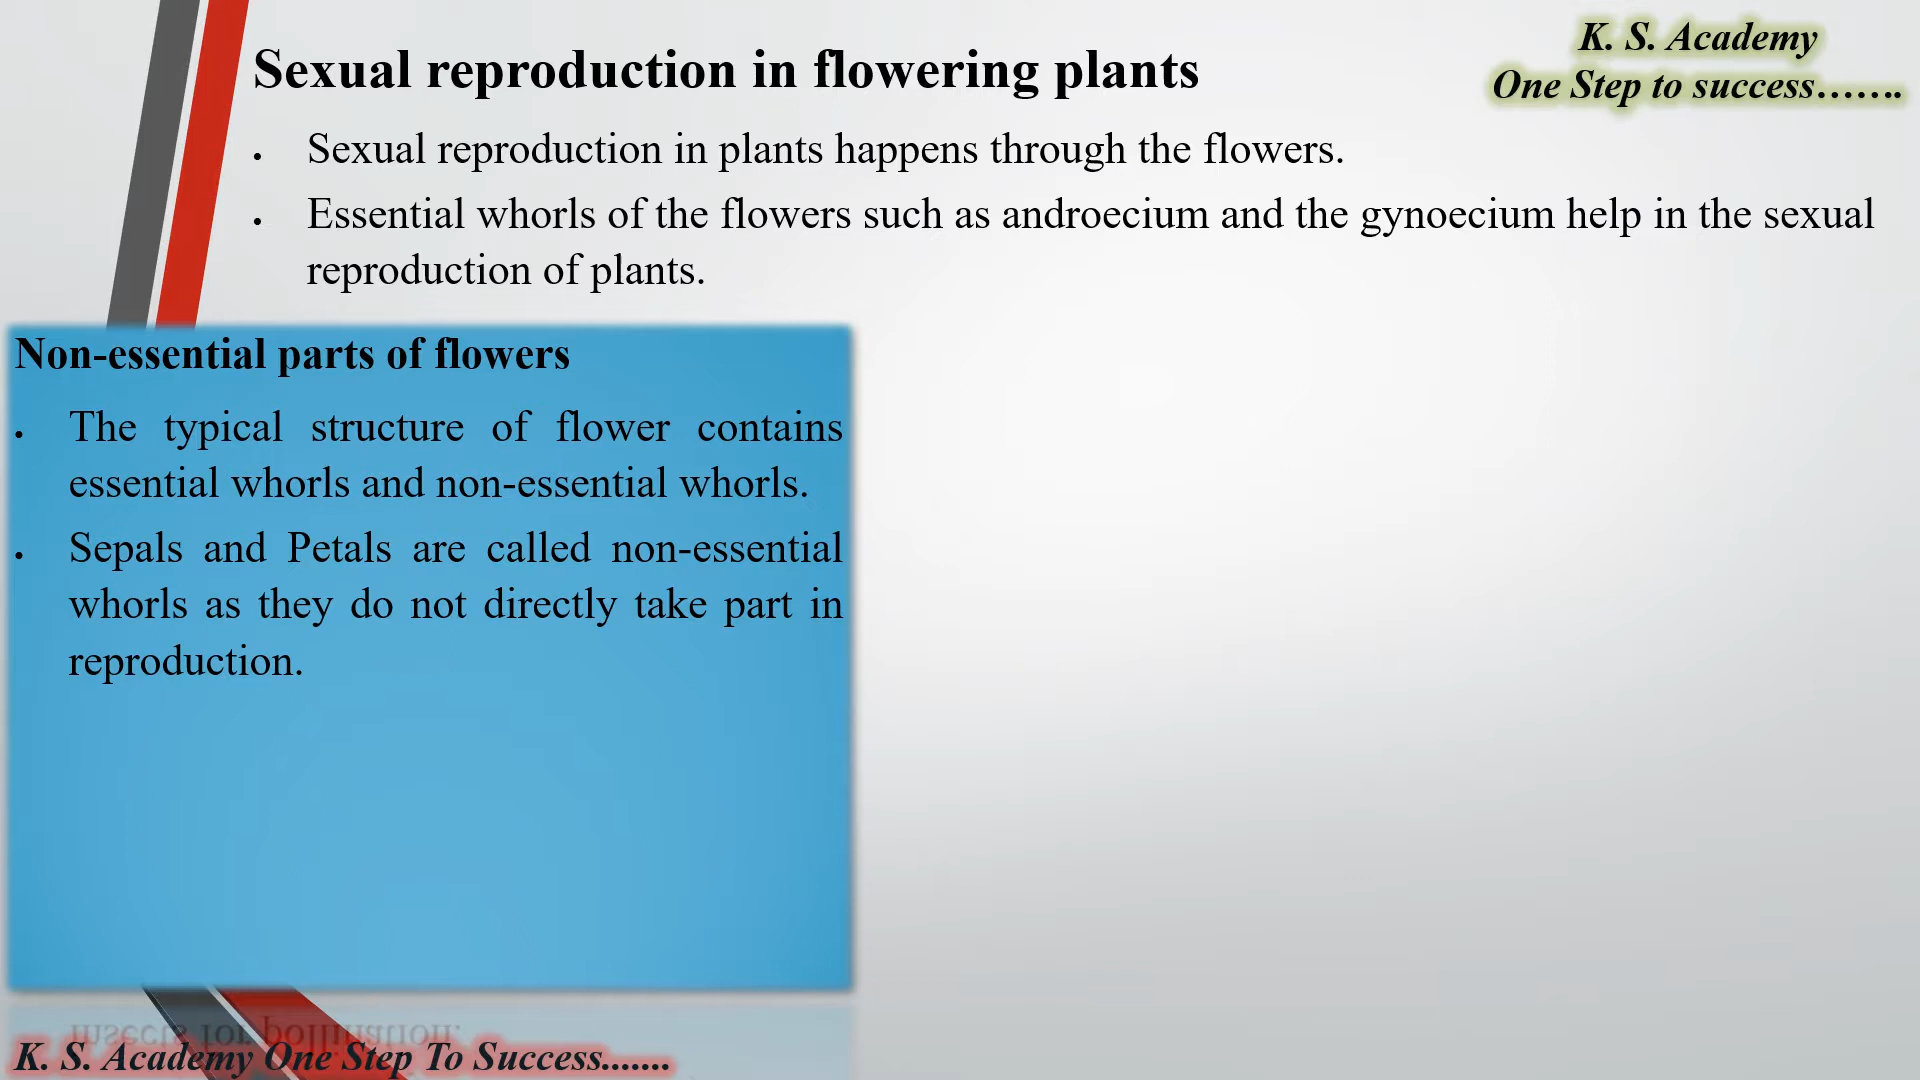 Sexual reproduction in flowering plants
K. S. Academy
One Step to success…….
• Sexual reproduction in plants happens through the flowers.
• Essential whorls of the flowers such as androecium and the gynoecium help in the sexual
reproduction of plants.
Non-essential parts of flowers
• The typical structure of flower contains
essential whorls and non-essential whorls.
• Sepals and Petals are called non-essential
whorls as they do not directly take part in
reproduction.
insects for pollination.
K. S. Academy One Step To Success.......